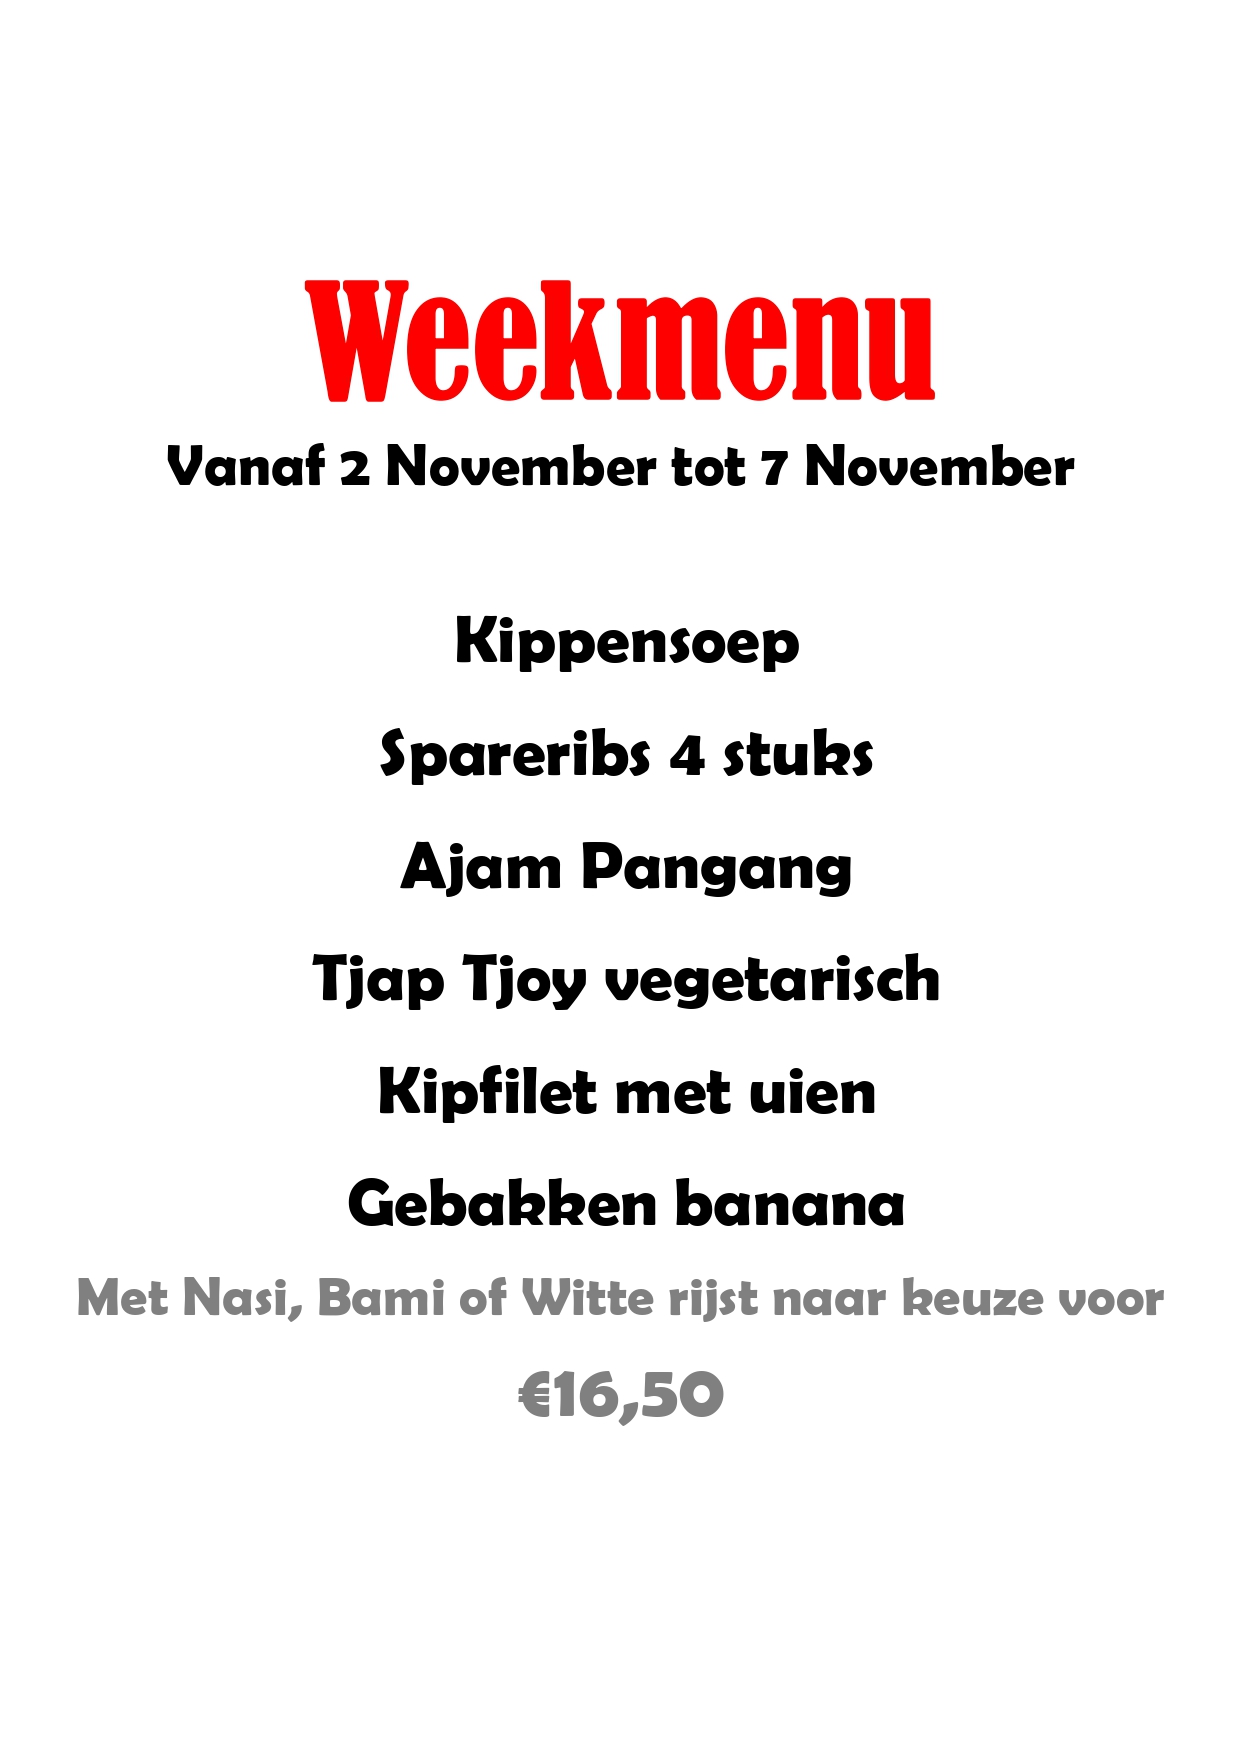 Weekmenu
Vanaf 2 November tot 7 November
Kippensoep
Spareribs 4 stuks
Ajam Pangang
Tjap Tjoy vegetarisch
Kipfilet met uien
Gebakken banana
Met Nasi, Bami of Witte rijst naar keuze voor
€16,50